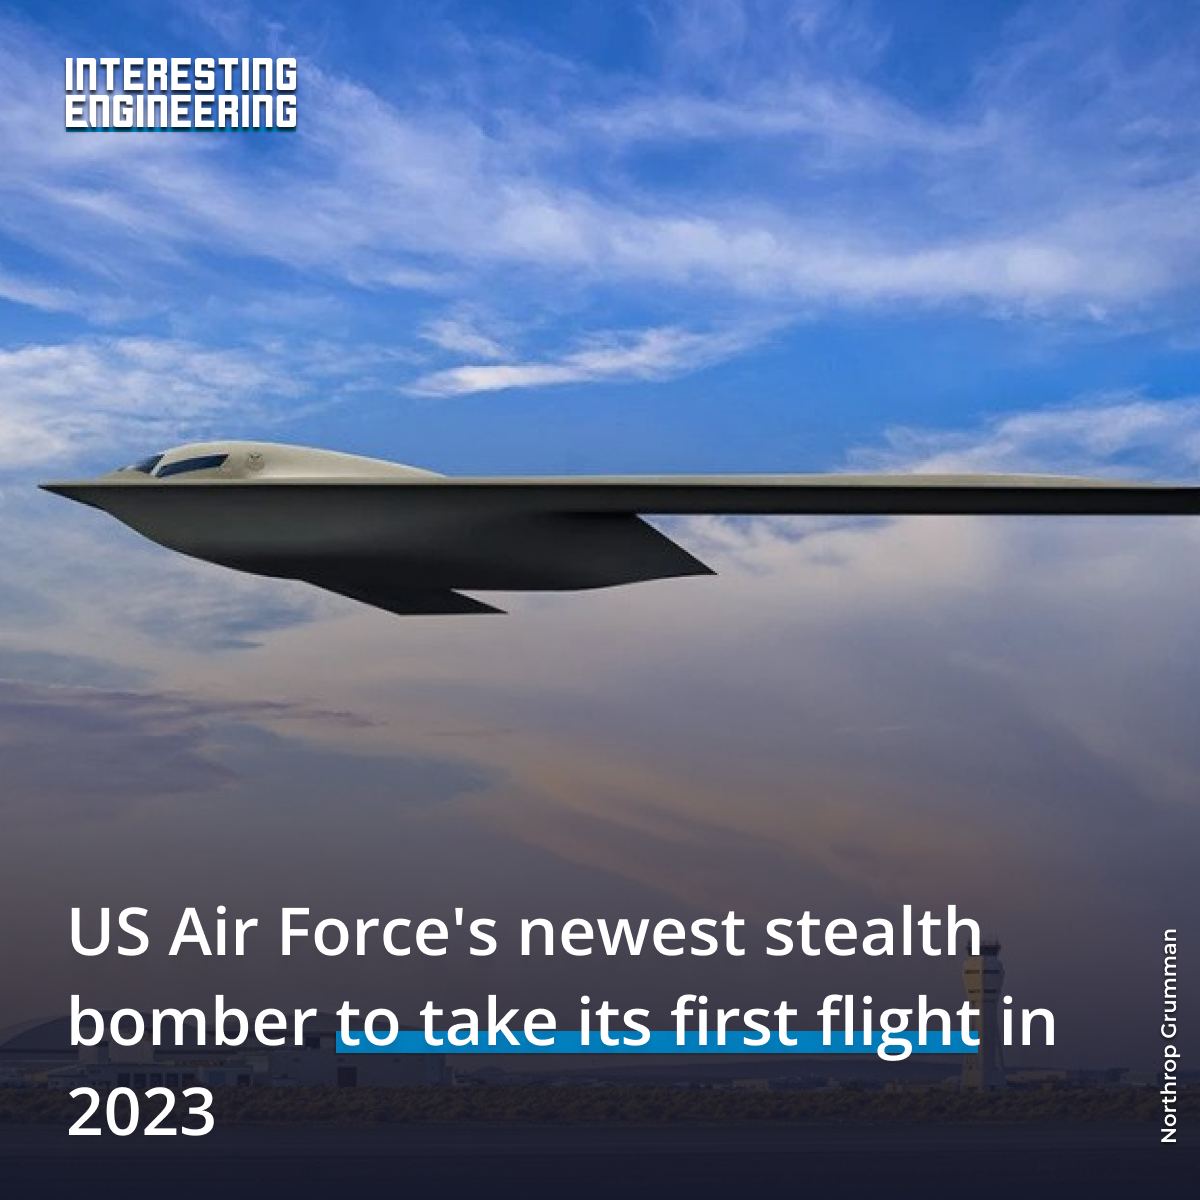 INTERESTING
ENGINEERING
US Air Force's newest stealth
bomber to take its first flight in
2023
Northrop Grumman